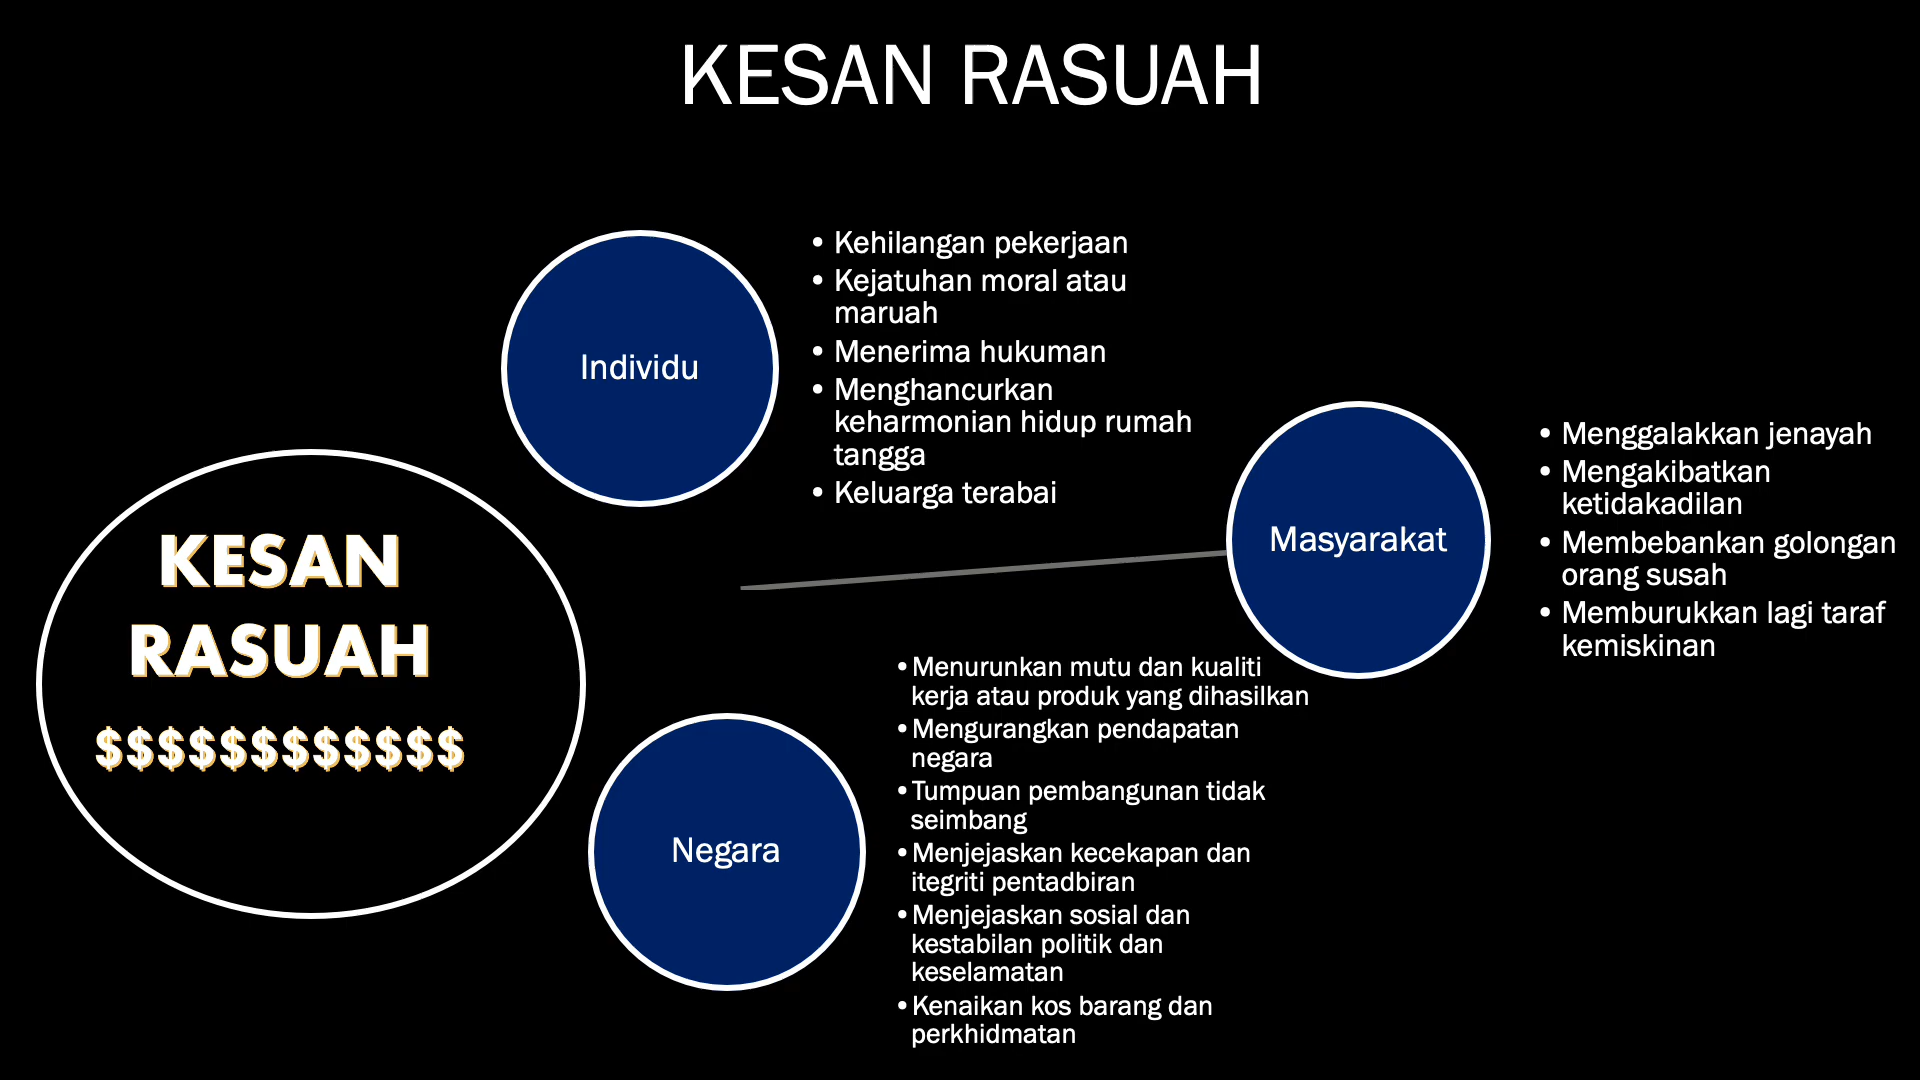 KESAN RASUAH
Individu
• Kehilangan pekerjaan
• Kejatuhan moral atau
maruah
• Menerima hukuman
• Menghancurkan
keharmonian hidup rumah
tangga
• Keluarga terabai
Masyarakat
• Menggalakkan jenayah
• Mengakibatkan
ketidakadilan
• Membebankan golongan
orang susah
• Memburukkan lagi taraf
kemiskinan
KESAN
RASUAH
$$$$$$$$$$$$
Negara
•Menurunkan mutu dan kualiti
kerja atau produk yang dihasilkan
•Mengurangkan pendapatan
negara
•Tumpuan pembangunan tidak
seimbang
•Menjejaskan kecekapan dan
itegriti pentadbiran
•Menjejaskan sosial dan
kestabilan politik dan
keselamatan
•Kenaikan kos barang dan
perkhidmatan